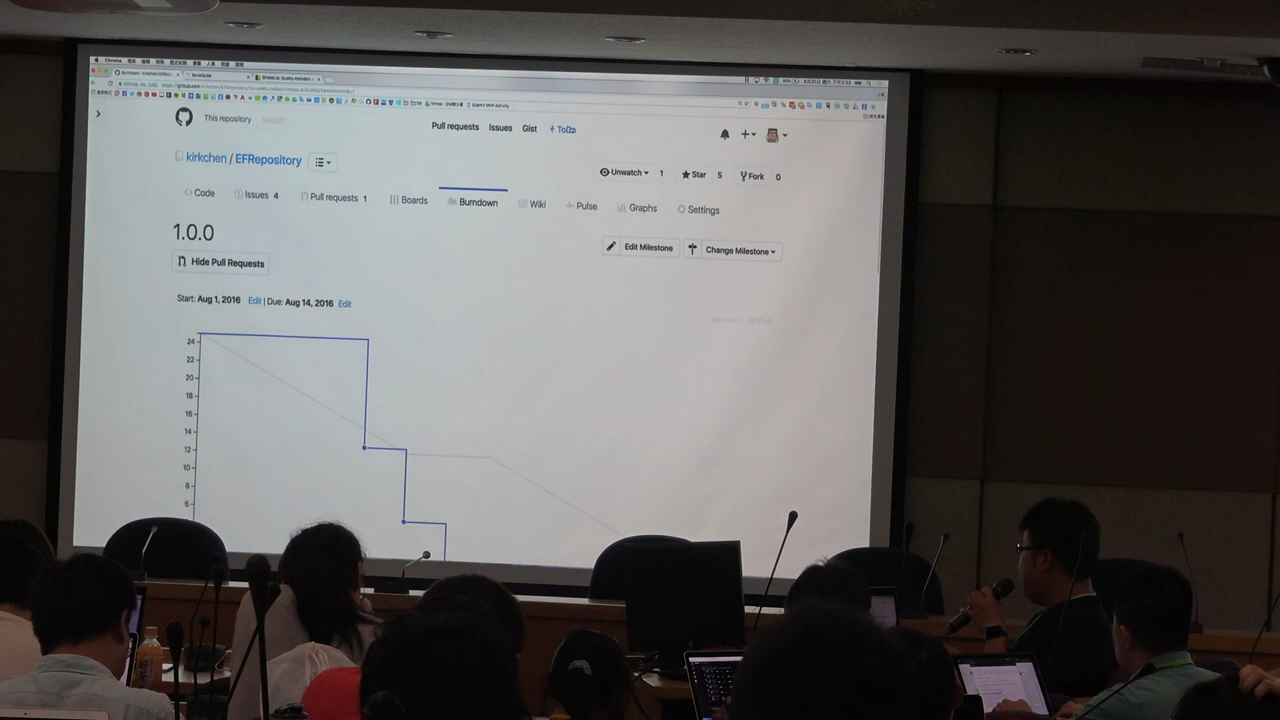 Chrome
This repository Search
Pull requests Issues Gist + ToDo
kirkchen / EFRepository
Unwatch 1 Star 5 Fork 0
Code Issues 4 Pull requests 1 Boards Burndown Wiki Pulse Graphs Settings
1.0.0
Edit Milestone Change Milestone
Hide Pull Requests
Start: Aug 1, 2016 Edit | Due: Aug 14, 2016 Edit
24
22
20
18
16
14
12
10
8
6